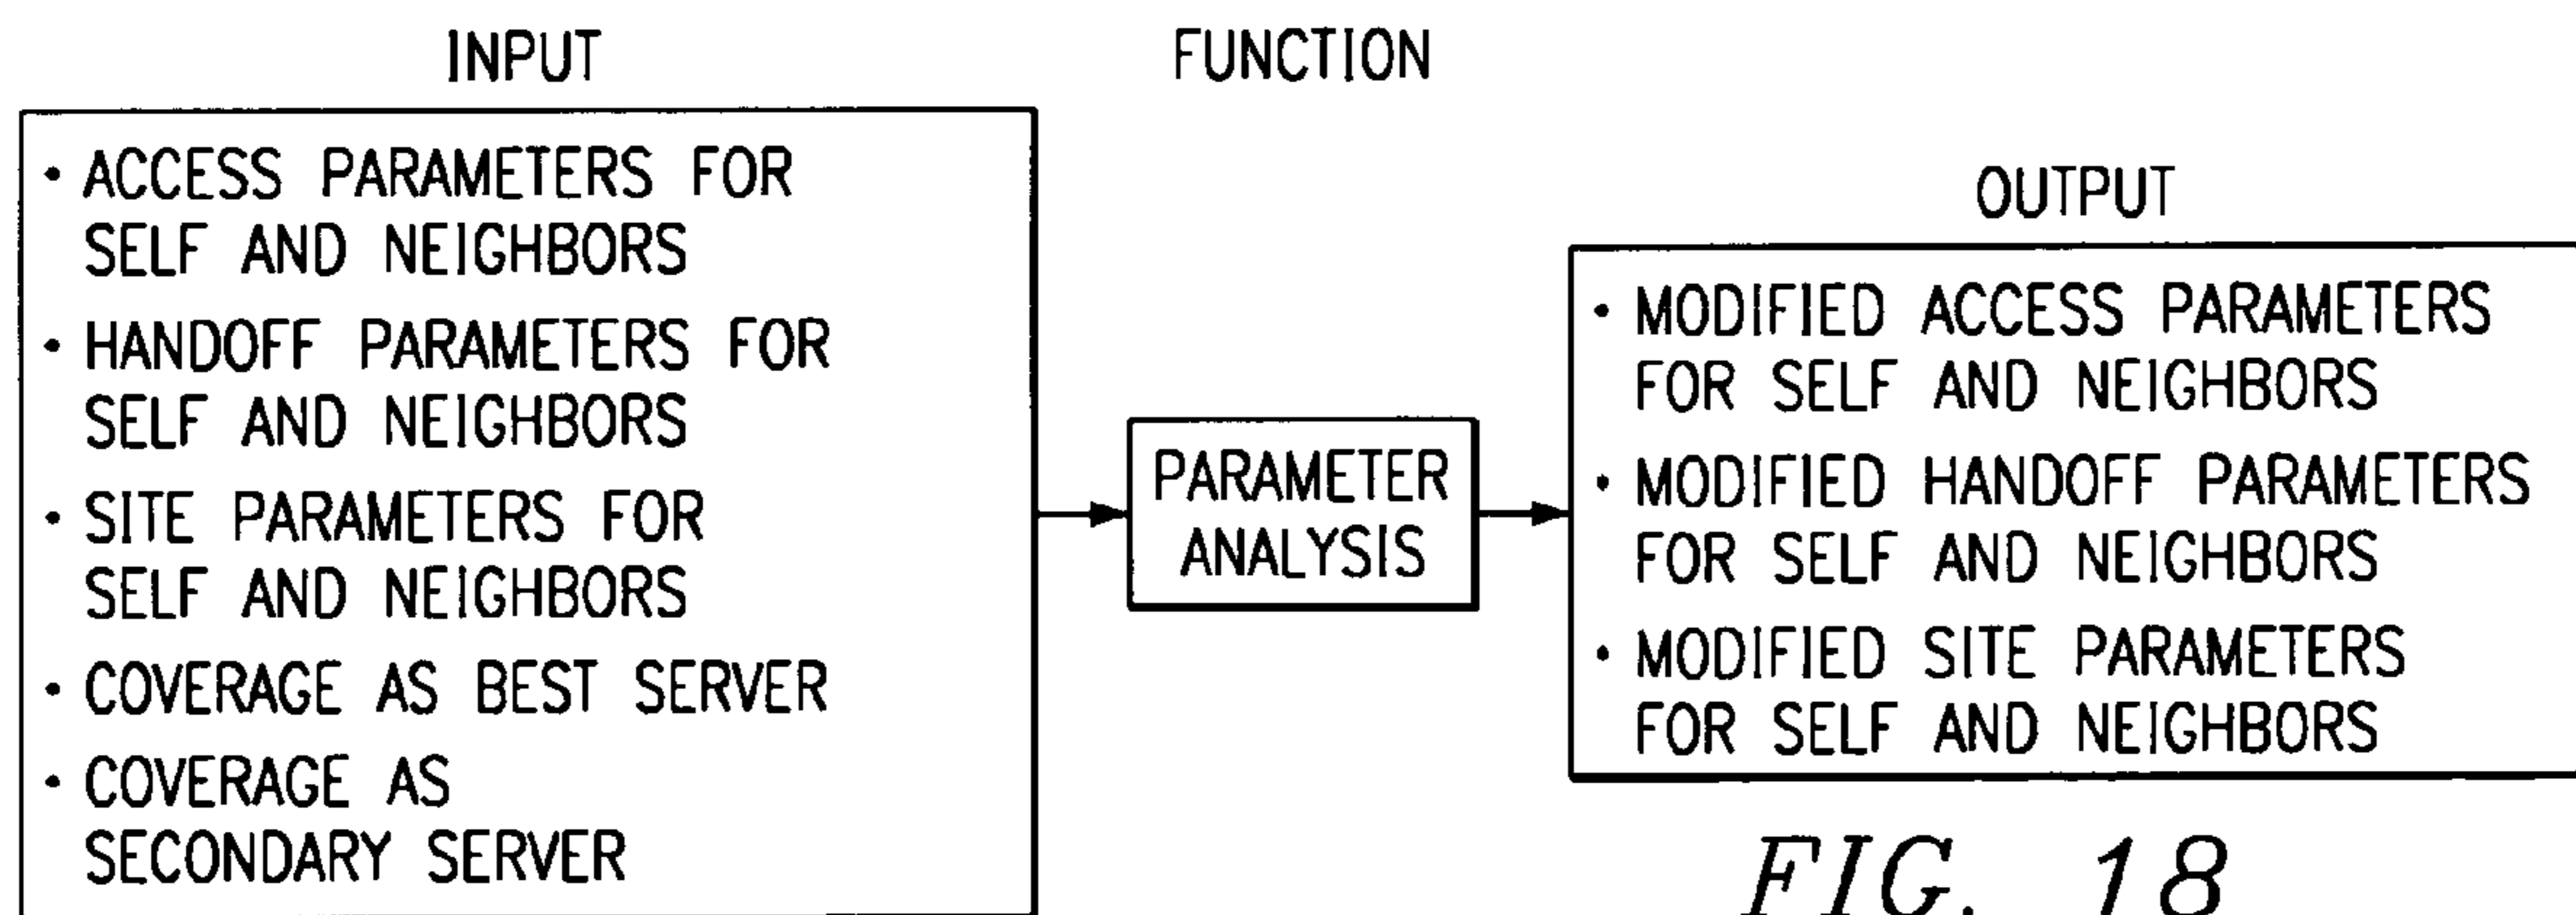 INPUT
· ACCESS PARAMETERS FOR
SELF AND NEIGHBORS
· HANDOFF PARAMETERS FOR
SELF AND NEIGHBORS
· SITE PARAMETERS FOR
SELF AND NEIGHBORS
· COVERAGE AS BEST SERVER
· COVERAGE AS
SECONDARY SERVER
FUNCTION
PARAMETER
ANALYSIS
OUTPUT
· MODIFIED ACCESS PARAMETERS
FOR SELF AND NEIGHBORS
· MODIFIED HANDOFF PARAMETERS
FOR SELF AND NEIGHBORS
· MODIFIED SITE PARAMETERS
FOR SELF AND NEIGHBORS
FIG. 18